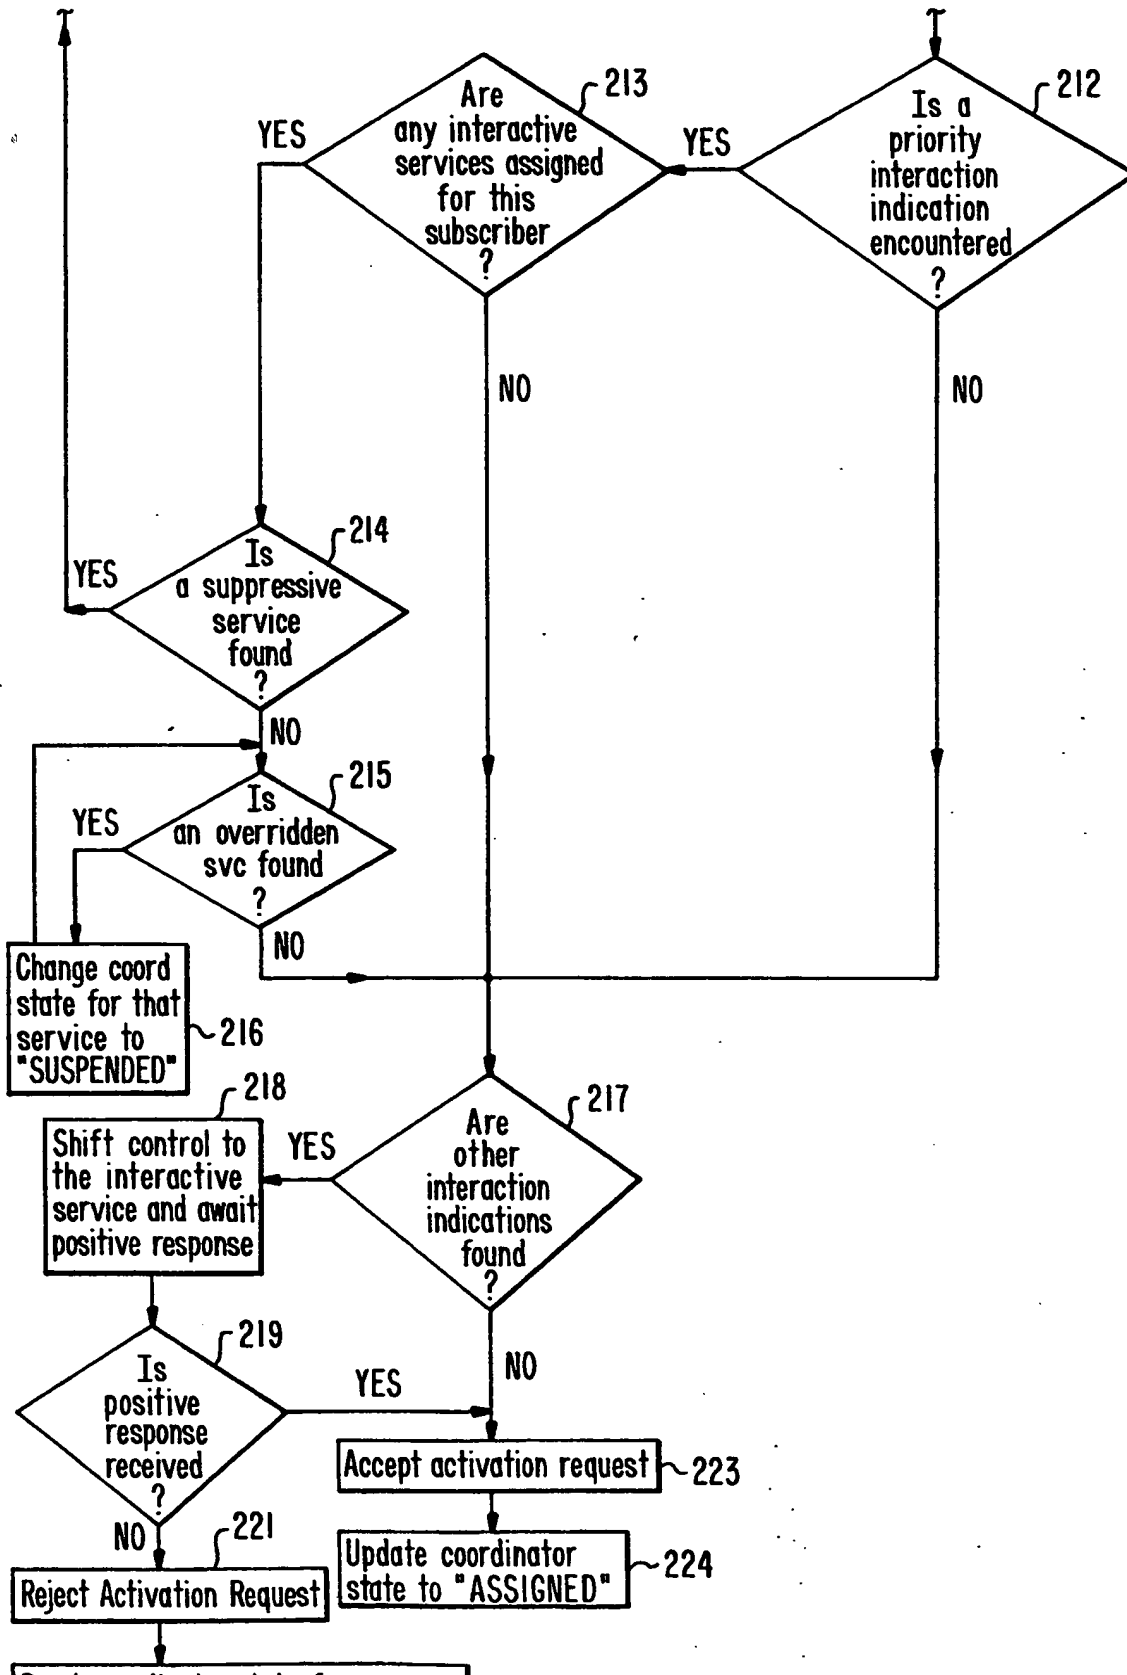 213
Are
any interactive
services assigned
for this
subscriber
?
YES
NO
212
Is a
priority
interaction
indication
encountered
?
YES
NO
214
Is
a suppressive
service
found
?
YES
NO
215
Is
an overridden
svc found
?
YES
NO
Change coord
state for that
service to
"SUSPENDED"
216
217
Are
other
interaction
indications
found
?
YES
NO
218
Shift control to
the interactive
service and await
positive response
219
Is
positive
response
received
?
YES
NO
Accept activation request
223
Update coordinator
state to "ASSIGNED"
224
221
Reject Activation Request